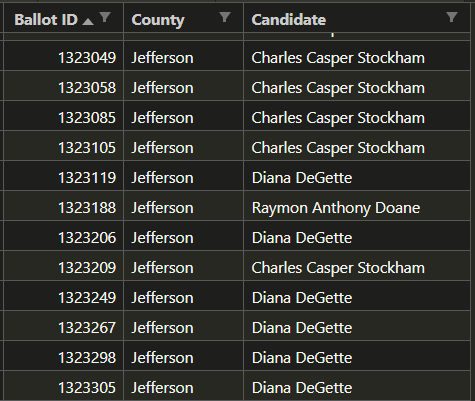 Ballot ID County Candidate
1323049 Jefferson Charles Casper Stockham
1323058 Jefferson Charles Casper Stockham
1323085 Jefferson Charles Casper Stockham
1323105 Jefferson Charles Casper Stockham
1323119 Jefferson Diana DeGette
1323188 Jefferson Raymon Anthony Doane
1323206 Jefferson Diana DeGette
1323209 Jefferson Charles Casper Stockham
1323249 Jefferson Diana DeGette
1323267 Jefferson Diana DeGette
1323298 Jefferson Diana DeGette
1323305 Jefferson Diana DeGette